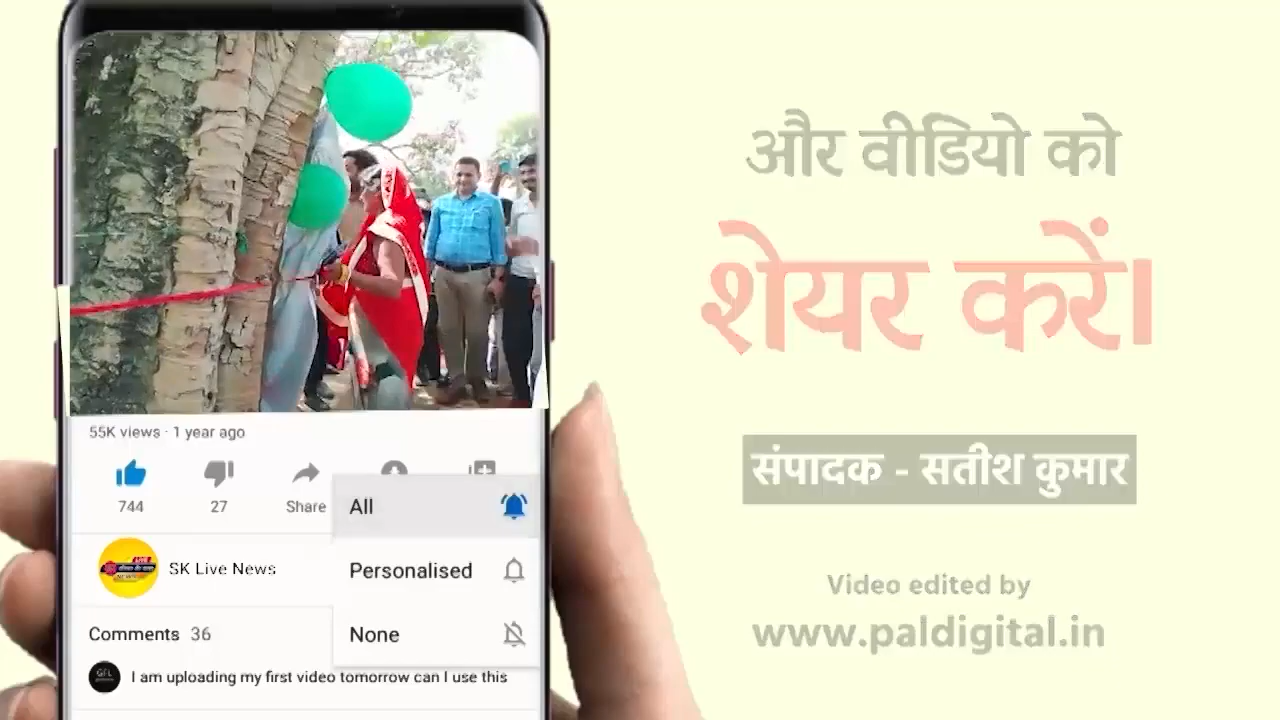 55K views · 1 year ago
744
27
Share
All
Personalised
None
SK Live News
Comments 36
I am uploading my first video tomorrow can I use this
और वीडियो को
शेयर करें।
संपादक - सतीश कुमार
Video edited by
www.paldigital.in